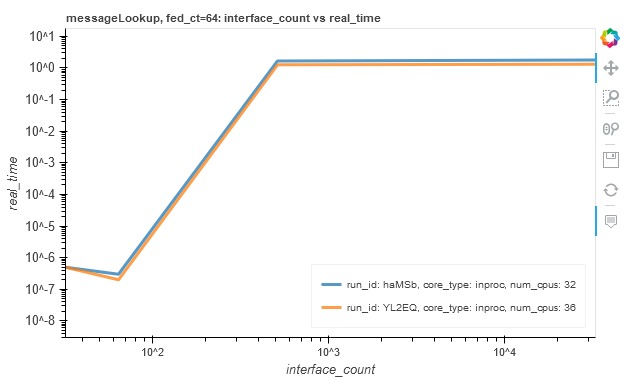 messageLookup, fed_ct=64: interface_count vs real_time
10^1
10^0
10^-1
10^-2
10^-3
10^-4
10^-5
10^-6
10^-7
10^-8
real_time
run_id: haMSb, core_type: inproc, num_cpus: 32
run_id: YL2EQ, core_type: inproc, num_cpus: 36
10^2
10^3
10^4
interface_count